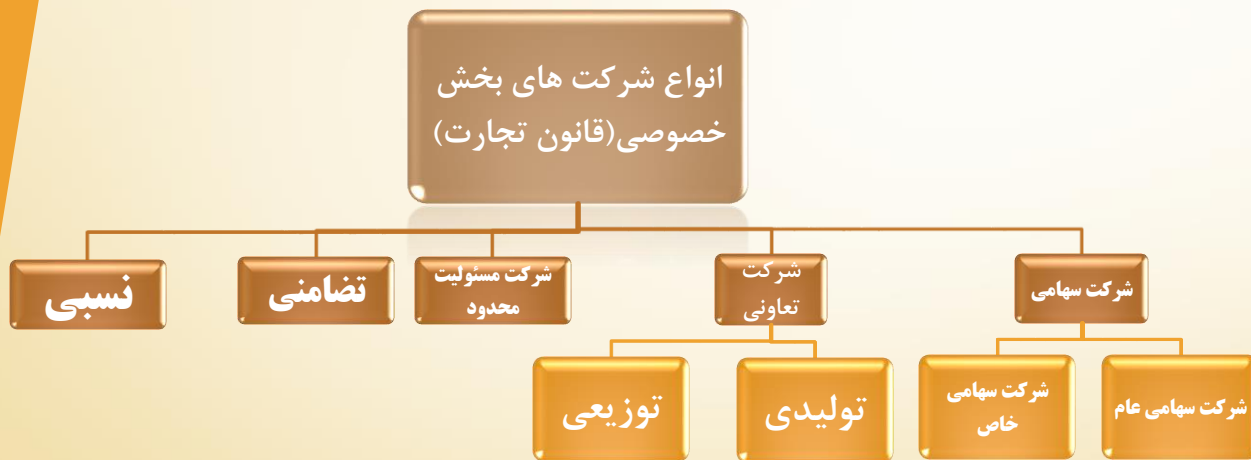 انواع شرکت های بخش
خصوصی(قانون تجارت)
شرکت سهامی
شرکت
تعاونی
شرکت مسئولیت
محدود
تضامنی
نسبی
شرکت سهامی عام
شرکت سهامی
خاص
تولیدی
توزیعی